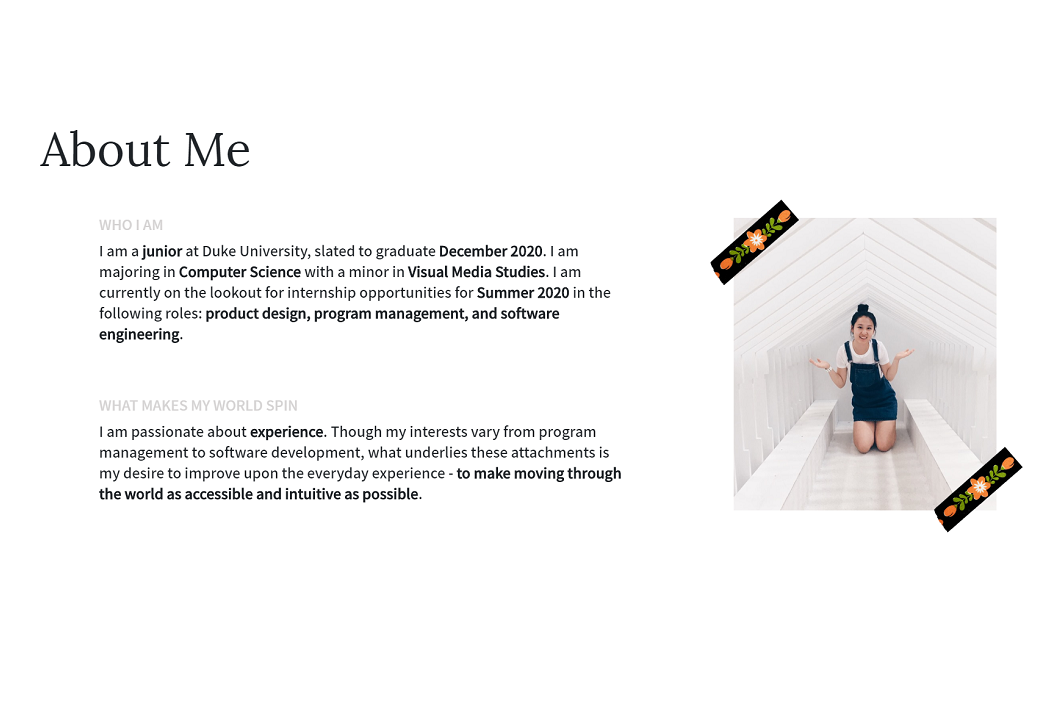 About Me
WHO I AM
I am a junior at Duke University, slated to graduate December 2020. I am
majoring in Computer Science with a minor in Visual Media Studies. I am
currently on the lookout for internship opportunities for Summer 2020 in the
following roles: product design, program management, and software
engineering.
WHAT MAKES MY WORLD SPIN
I am passionate about experience. Though my interests vary from program
management to software development, what underlies these attachments is
my desire to improve upon the everyday experience - to make moving through
the world as accessible and intuitive as possible.